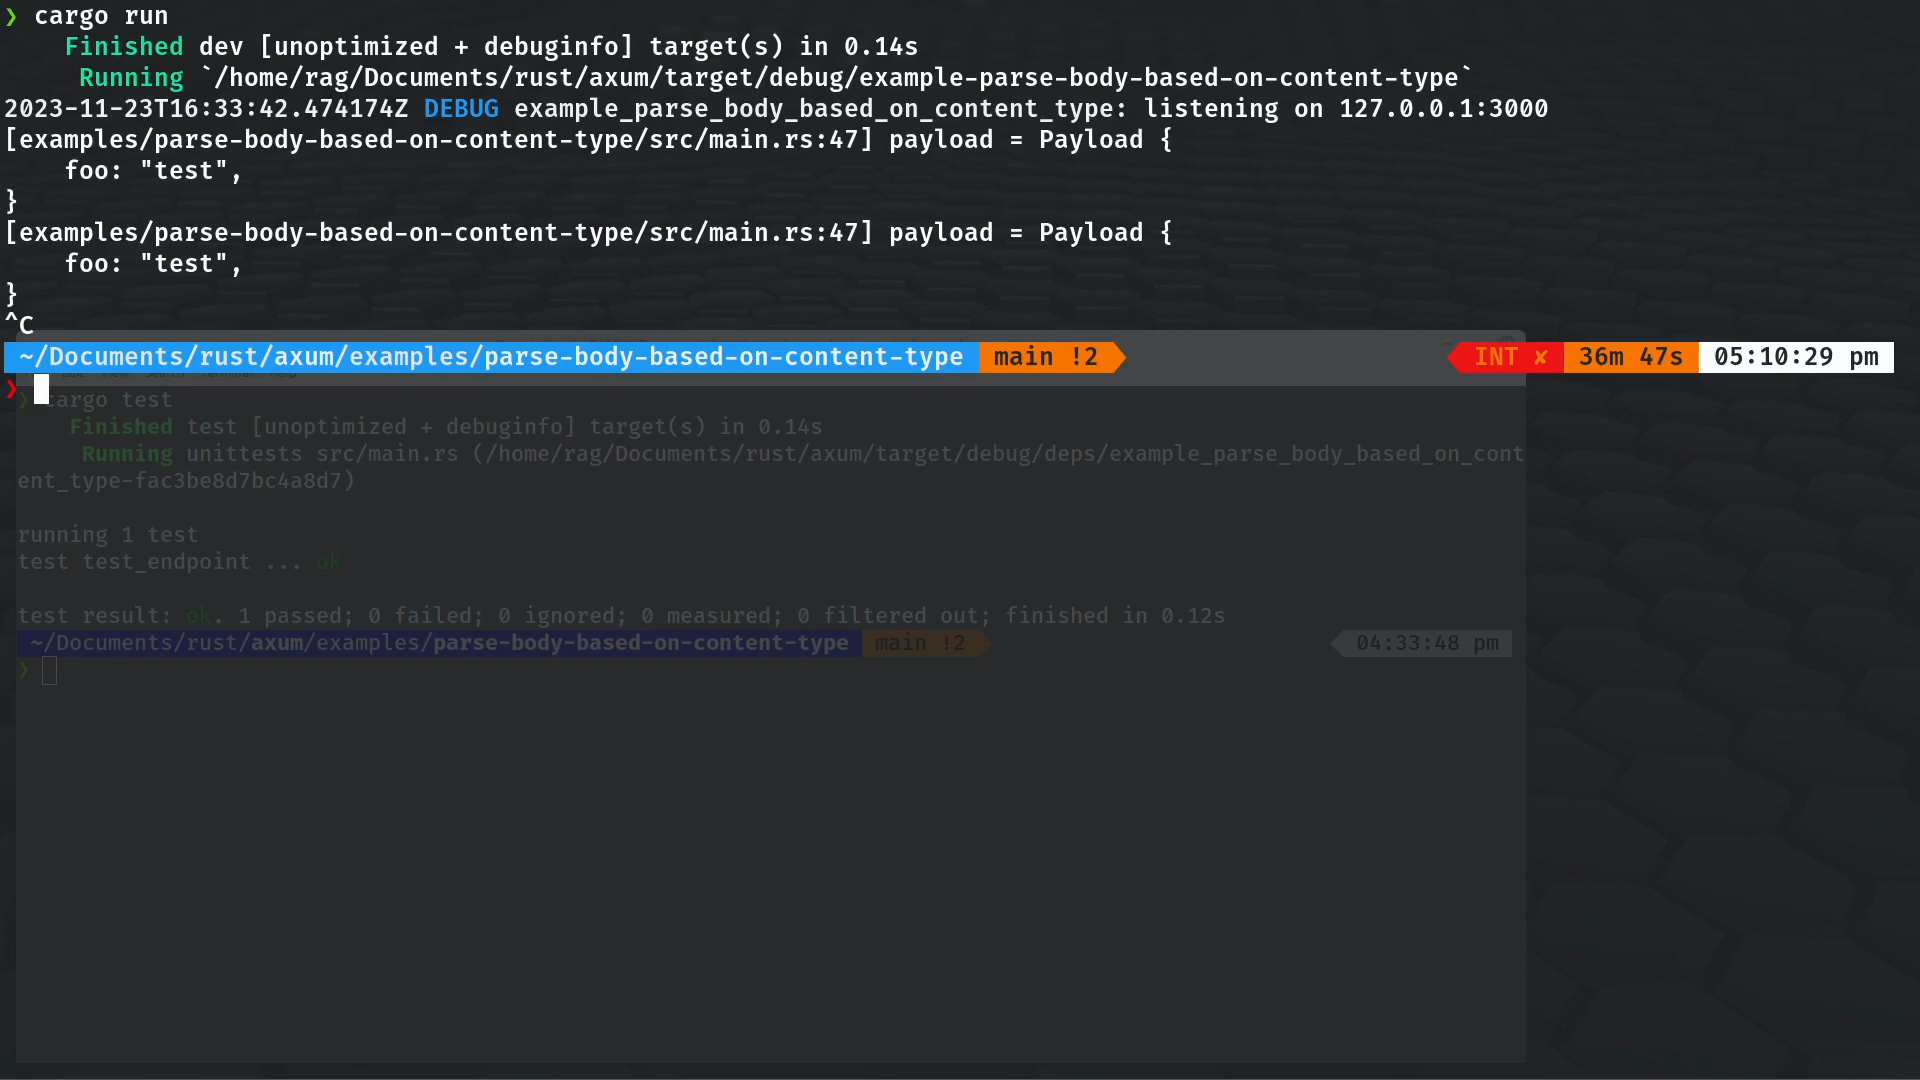 ❯ cargo run
    Finished dev [unoptimized + debuginfo] target(s) in 0.14s
     Running `/home/rag/Documents/rust/axum/target/debug/example-parse-body-based-on-content-type`
2023-11-23T16:33:42.474174Z DEBUG example_parse_body_based_on_content_type: listening on 127.0.0.1:3000
[examples/parse-body-based-on-content-type/src/main.rs:47] payload = Payload {
    foo: "test",
}
[examples/parse-body-based-on-content-type/src/main.rs:47] payload = Payload {
    foo: "test",
}
^C
~/Documents/rust/axum/examples/parse-body-based-on-content-type main !2 INT ✘ 36m 47s 05:10:29 pm
❯
❯ cargo test
    Finished test [unoptimized + debuginfo] target(s) in 0.14s
     Running unittests src/main.rs (/home/rag/Documents/rust/axum/target/debug/deps/example_parse_body_based_on_cont
ent_type-fac3be8d7bc4a8d7)
running 1 test
test test_endpoint ... ok
test result: ok. 1 passed; 0 failed; 0 ignored; 0 measured; 0 filtered out; finished in 0.12s
~/Documents/rust/axum/examples/parse-body-based-on-content-type main !2 04:33:48 pm
❯